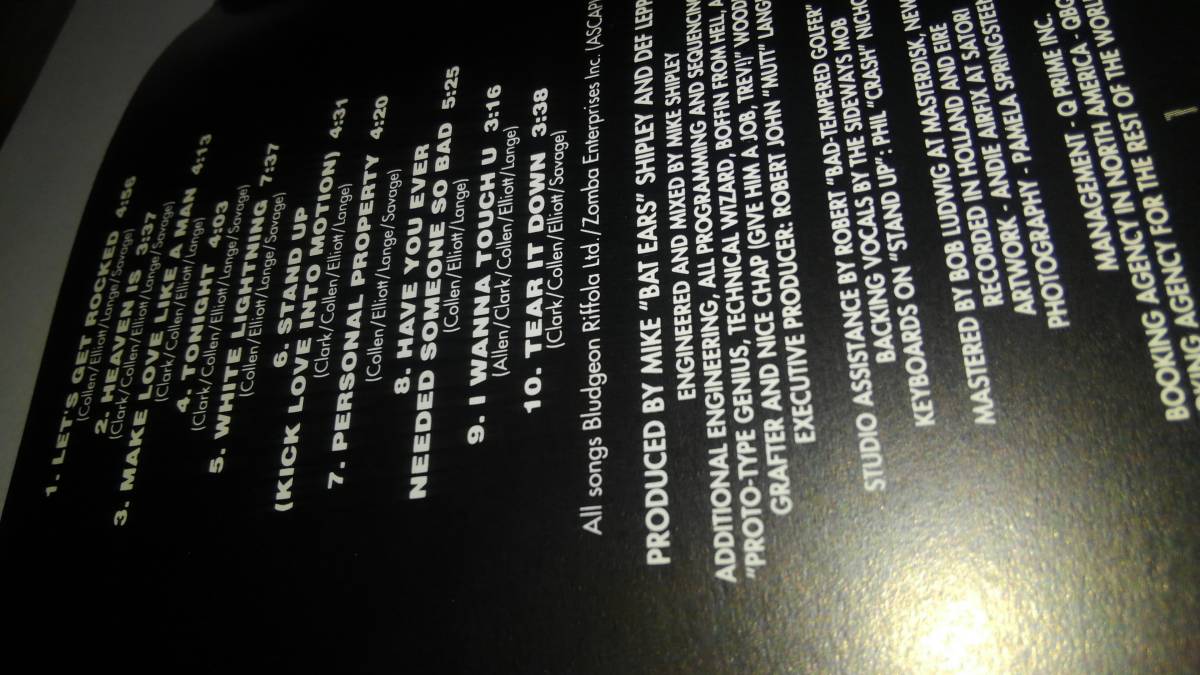 1. LET'S GET ROCKED 4:56
(Collen/Elliott/Lange/Savage)
2. HEAVEN IS 3:37
(Clark/Collen/Elliott/Lange/Savage)
3. MAKE LOVE LIKE A MAN 4:13
(Clark/Collen/Elliott/Lange)
4. TONIGHT 4:03
(Clark/Collen/Elliott/Lange/Savage)
5. WHITE LIGHTNING 7:37
(Clark/Collen/Elliott/Lange/Savage)
6. STAND UP
(KICK LOVE INTO MOTION) 4:31
(Clark/Collen/Elliott/Lange)
7. PERSONAL PROPERTY 4:20
(Collen/Elliott/Lange/Savage)
8. HAVE YOU EVER
NEEDED SOMEONE SO BAD 5:25
(Collen/Elliott/Lange)
9. I WANNA TOUCH U 3:16
(Allen/Clark/Collen/Elliott/Lange)
10. TEAR IT DOWN 3:38
(Clark/Collen/Elliott/Savage)
All songs Bludgeon Riffola Ltd./Zomba Enterprises Inc. (ASCAP)
PRODUCED BY MIKE "BAT EARS" SHIPLEY AND DEF LEPP
ENGINEERED AND MIXED BY MIKE SHIPLEY
ADDITIONAL ENGINEERING, ALL PROGRAMMING AND SEQUENCING
"PROTO-TYPE GENIUS, TECHNICAL WIZARD, BOFFIN FROM HELL, A
GRAFTER AND NICE CHAP (GIVE HIM A JOB, TREV!)" WOOD
EXECUTIVE PRODUCER: ROBERT JOHN "MUTT" LANG
STUDIO ASSISTANCE BY ROBERT "BAD-TEMPERED GOLFER"
BACKING VOCALS BY THE SIDEWAYS MOB
KEYBOARDS ON "STAND UP": PHIL "CRASH" NICHO
MASTERED BY BOB LUDWIG AT MASTERDISK, NEW
RECORDED IN HOLLAND AND EIRE
ARTWORK - ANDIE AIRFIX AT SATORI
PHOTOGRAPHY - PAMELA SPRINGSTEEN
MANAGEMENT - Q PRIME INC.
BOOKING AGENCY IN NORTH AMERICA - QBQ
AGENCY FOR THE REST OF THE WORL